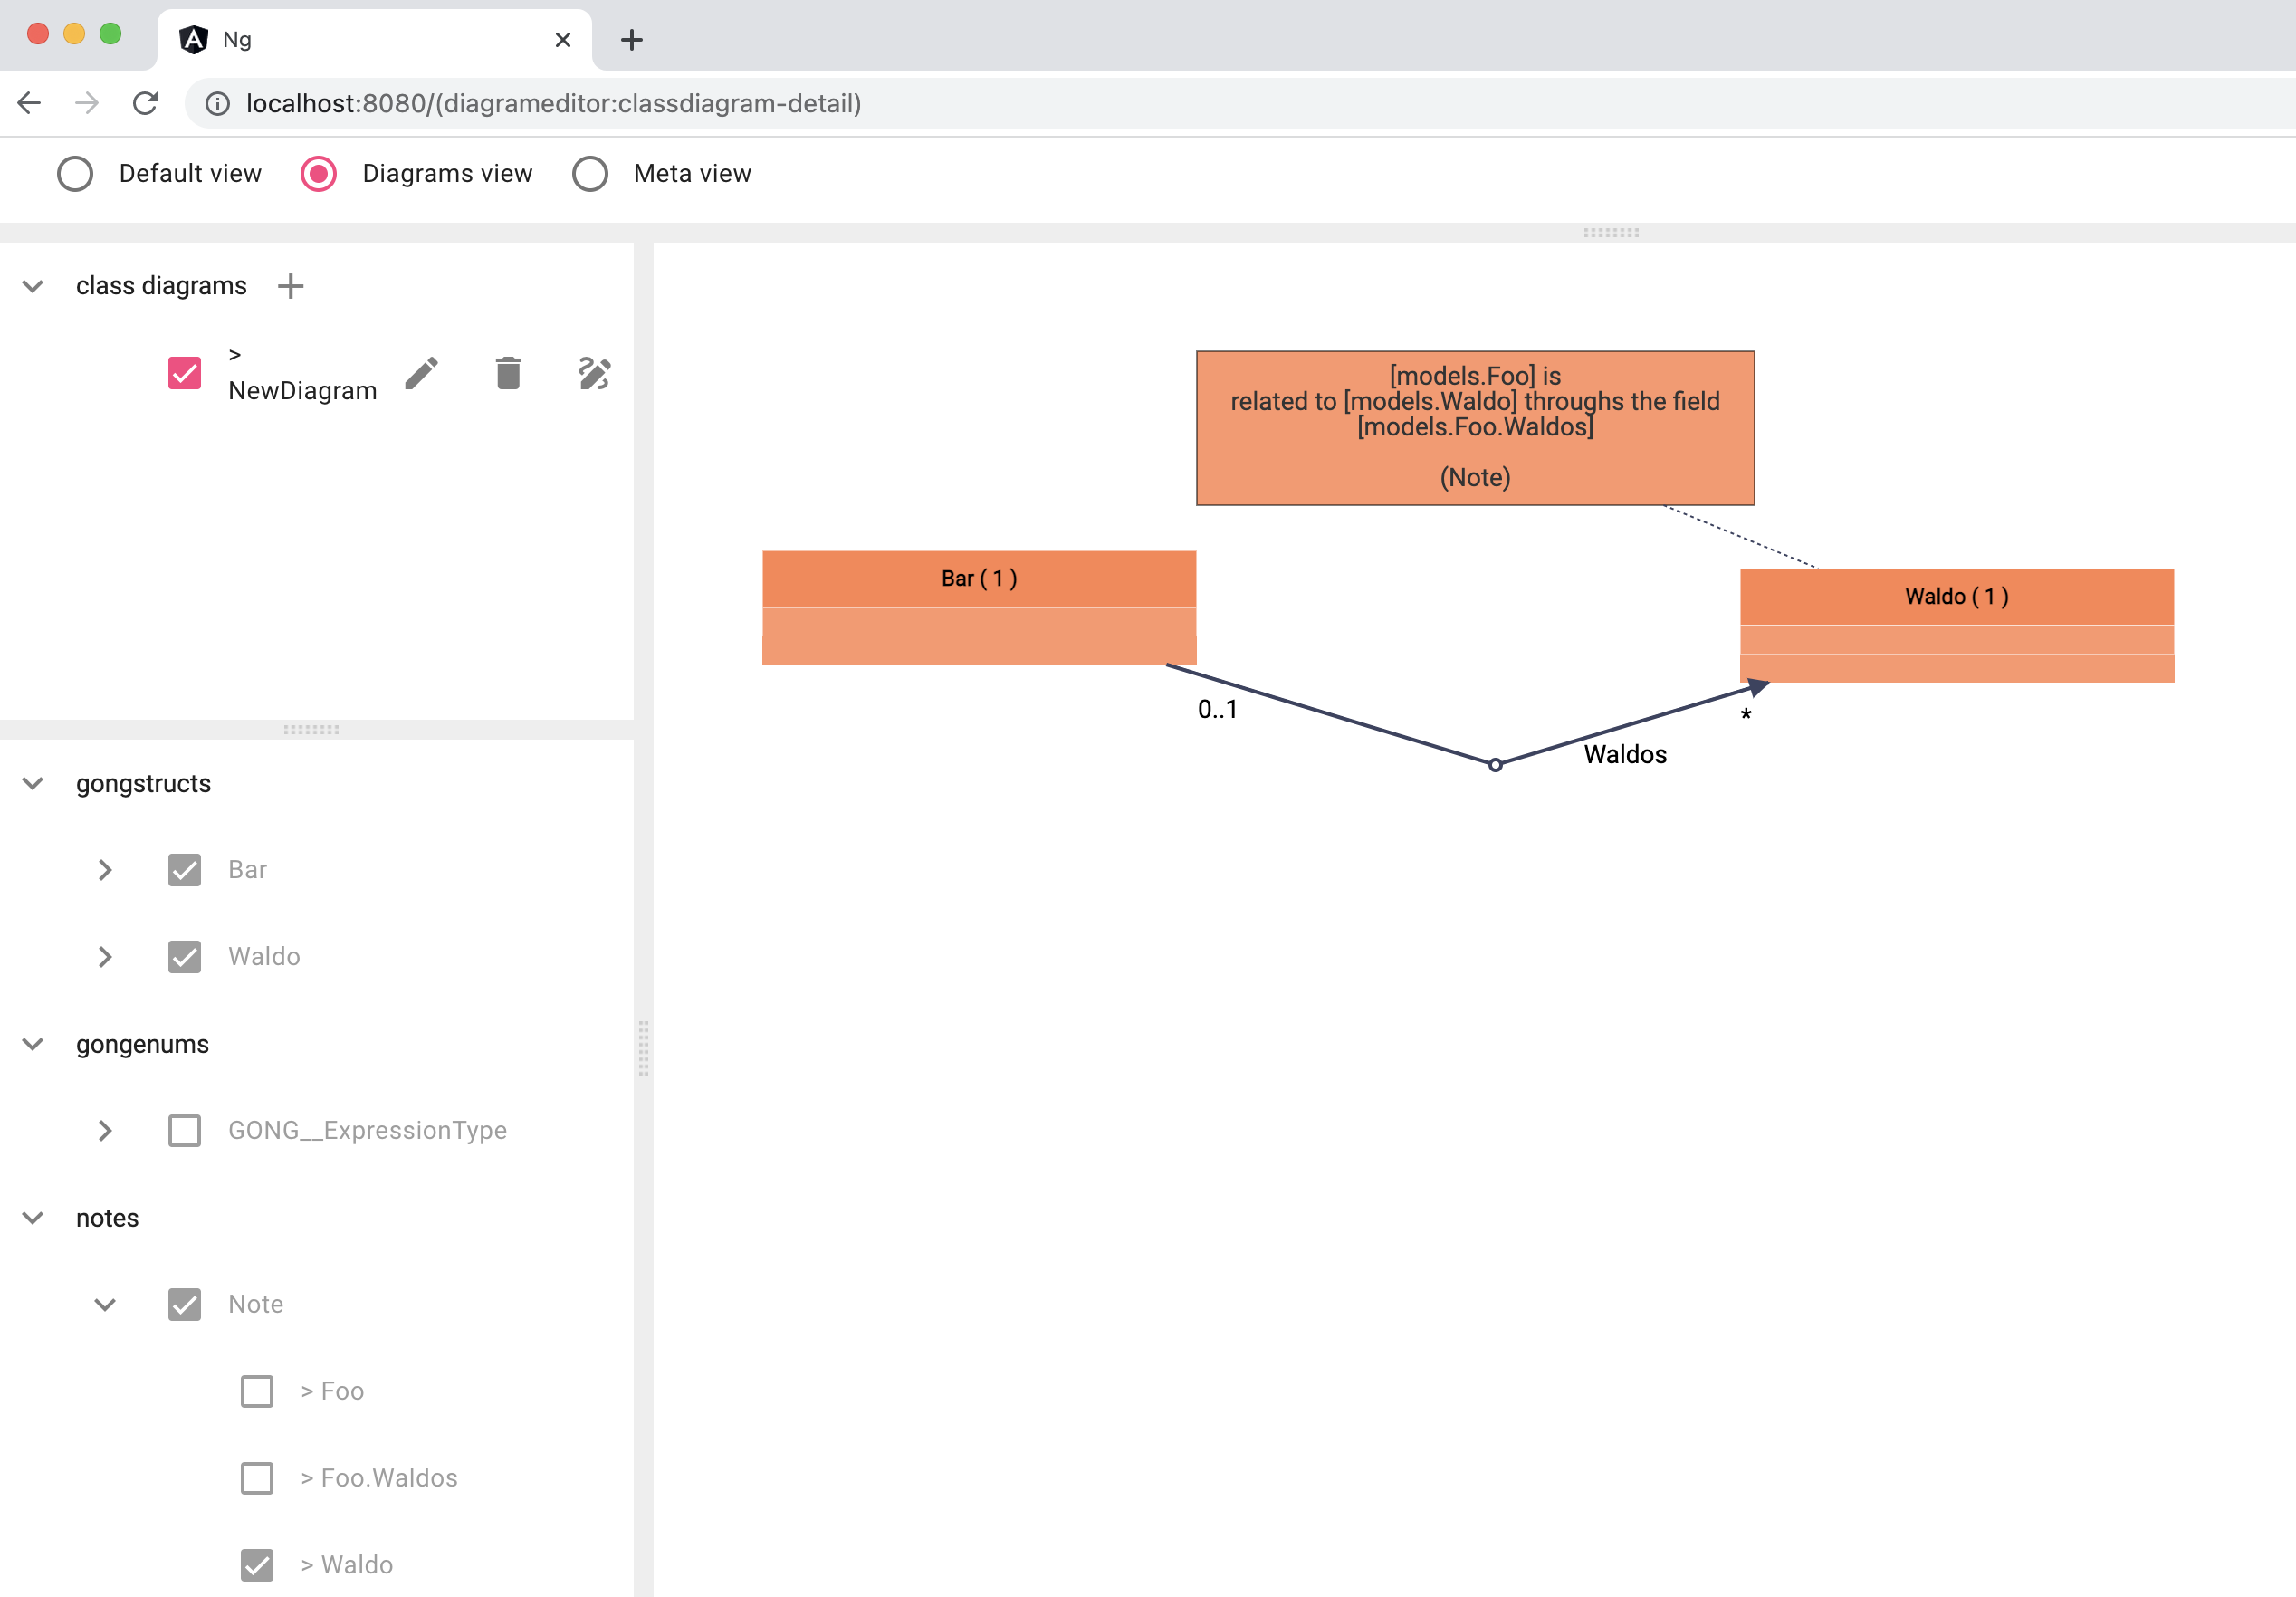 Ng
localhost:8080/(diagrameditor:classdiagram-detail)
Default view
Diagrams view
Meta view
class diagrams
>
NewDiagram
gongstructs
Bar
Waldo
gongenums
GONG__ExpressionType
notes
Note
> Foo
> Foo.Waldos
> Waldo
[models.Foo] is
related to [models.Waldo] throughs the field
[models.Foo.Waldos]
(Note)
Bar ( 1 )
Waldo ( 1 )
0..1
*
Waldos